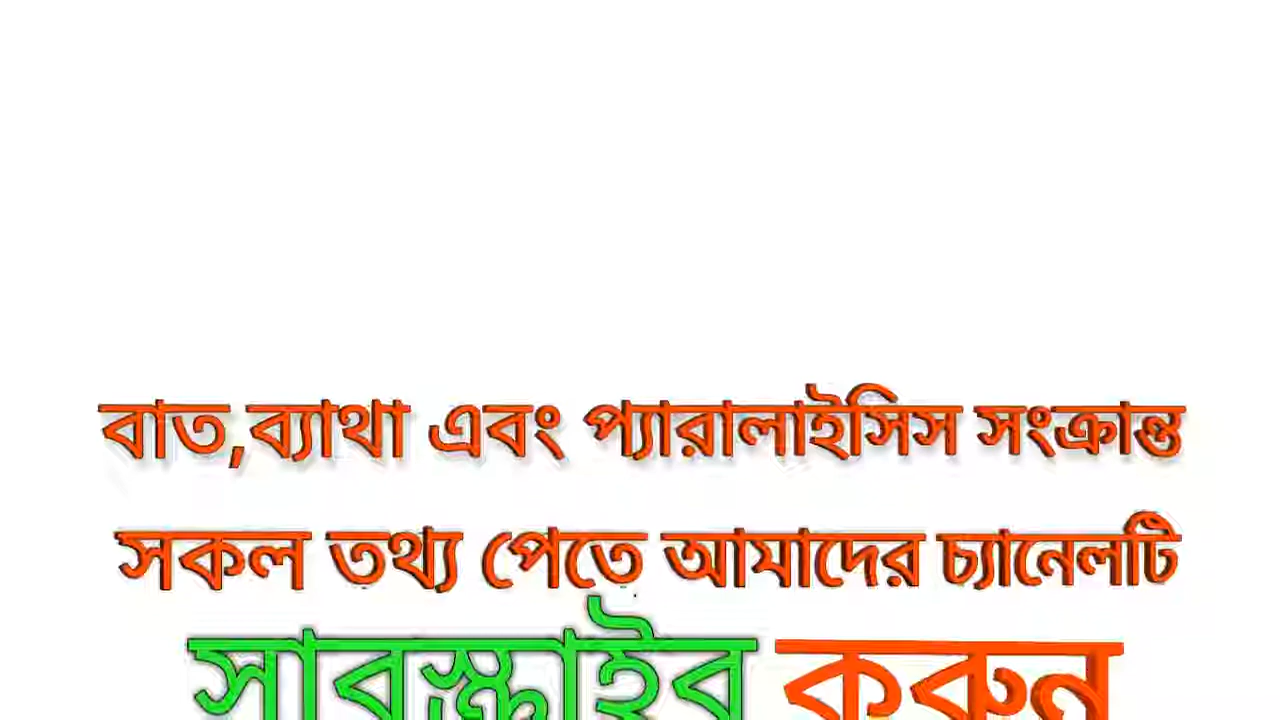 বাত,ব্যাথা এবং প্যারালাইসিস সংক্রান্ত
সকল তথ্য পেতে আমাদের চ্যানেলটি
সাবস্ক্রাইব করুন